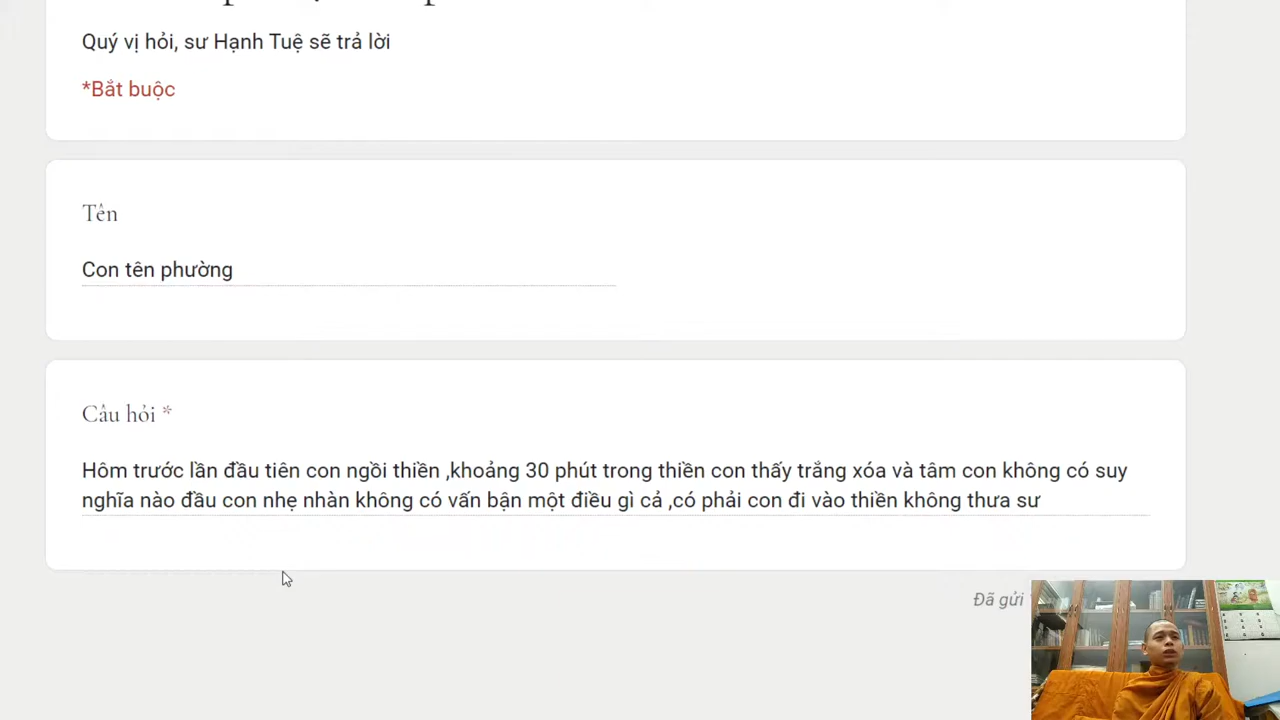 Quý vị hỏi, sư Hạnh Tuệ sẽ trả lời
*Bắt buộc
Tên
Con tên phường
Câu hỏi *
Hôm trước lần đầu tiên con ngồi thiền ,khoảng 30 phút trong thiền con thấy trắng xóa và tâm con không có suy
nghĩa nào đầu con nhẹ nhàn không có vấn bận một điều gì cả ,có phải con đi vào thiền không thưa sư
Đã gửi